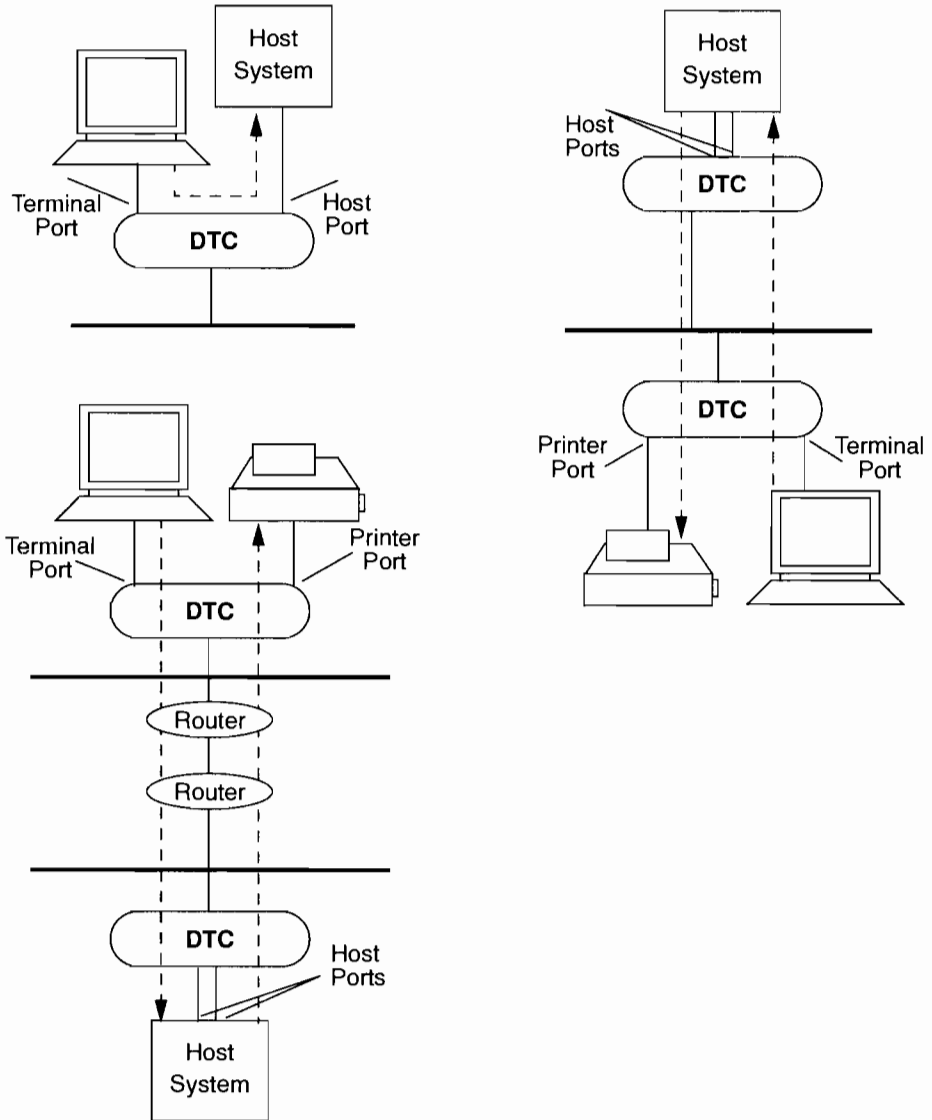 Host
System
Terminal
Port
Host
Port
DTC
Terminal
Port
Printer
Port
DTC
Router
Router
DTC
Host
Ports
Host
System
Host
System
Host
Ports
DTC
DTC
Printer
Port
Terminal
Port